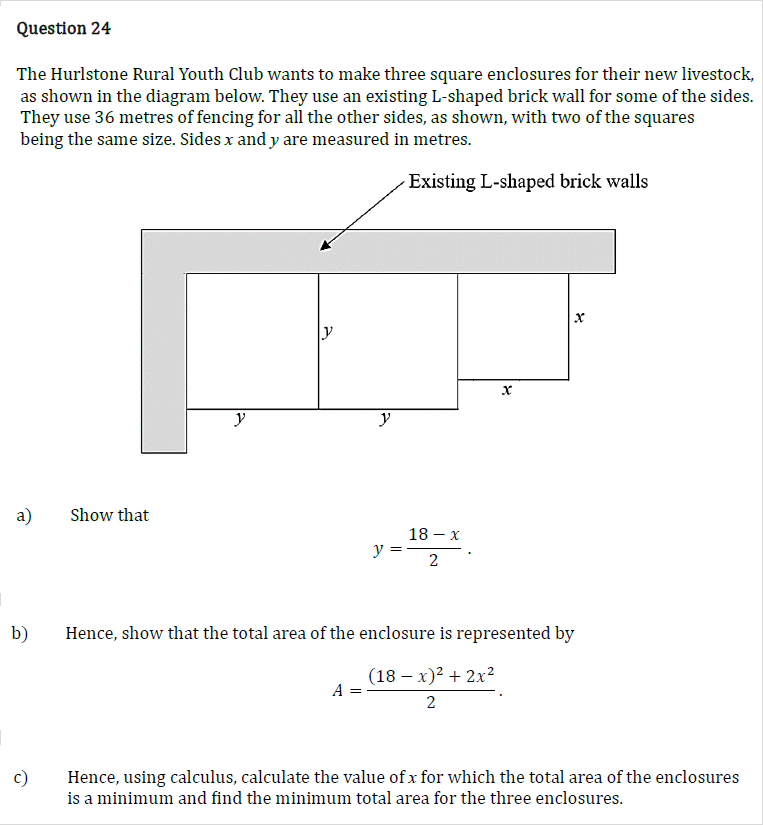 Question 24
The Hurlstone Rural Youth Club wants to make three square enclosures for their new livestock,
as shown in the diagram below. They use an existing L-shaped brick wall for some of the sides.
They use 36 metres of fencing for all the other sides, as shown, with two of the squares
being the same size. Sides x and y are measured in metres.
Existing L-shaped brick walls
x
y
x
y
y
a) Show that
y = (18 − x)/2 .
b) Hence, show that the total area of the enclosure is represented by
A = ((18 − x)² + 2x²)/2 .
c) Hence, using calculus, calculate the value of x for which the total area of the enclosures
is a minimum and find the minimum total area for the three enclosures.